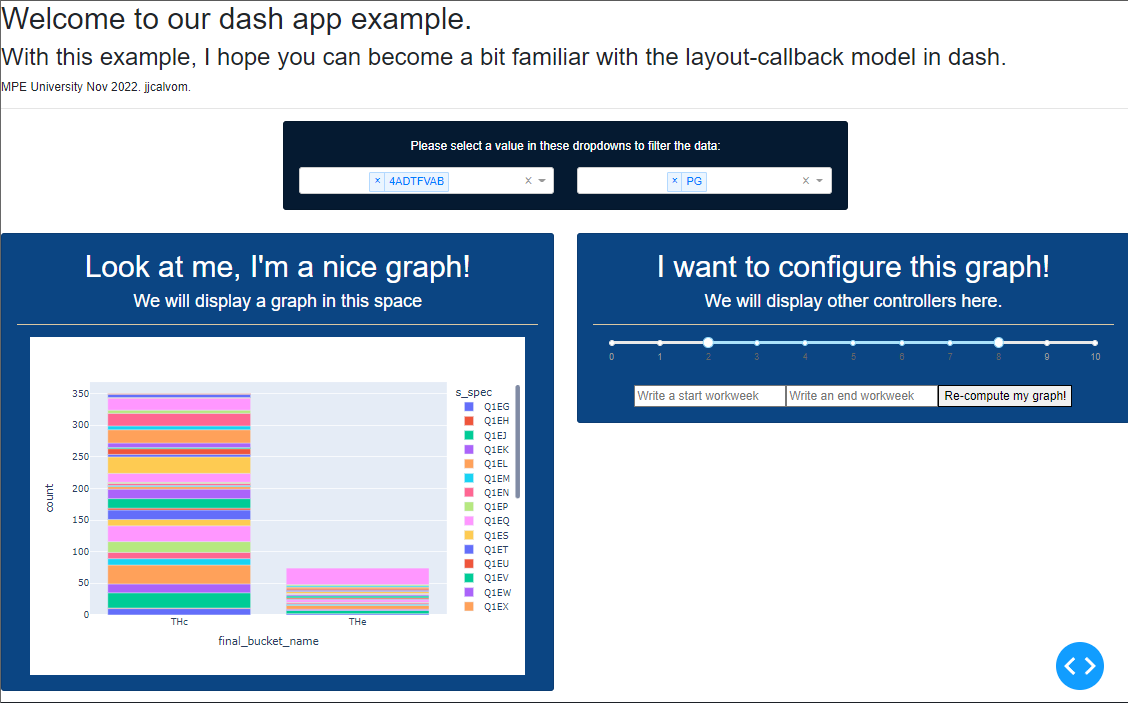 Welcome to our dash app example.
With this example, I hope you can become a bit familiar with the layout-callback model in dash.
MPE University Nov 2022. jjcalvom.
Please select a value in these dropdowns to filter the data:
× 4ADTFVAB ×
× PG ×
Look at me, I'm a nice graph!
We will display a graph in this space
350
300
250
200
150
100
50
0
count
THc THe
final_bucket_name
s_spec
Q1EG
Q1EH
Q1EJ
Q1EK
Q1EL
Q1EM
Q1EN
Q1EP
Q1EQ
Q1ES
Q1ET
Q1EU
Q1EV
Q1EW
Q1EX
I want to configure this graph!
We will display other controllers here.
0 1 2 3 4 5 6 7 8 9 10
Write a start workweek Write an end workweek Re-compute my graph!